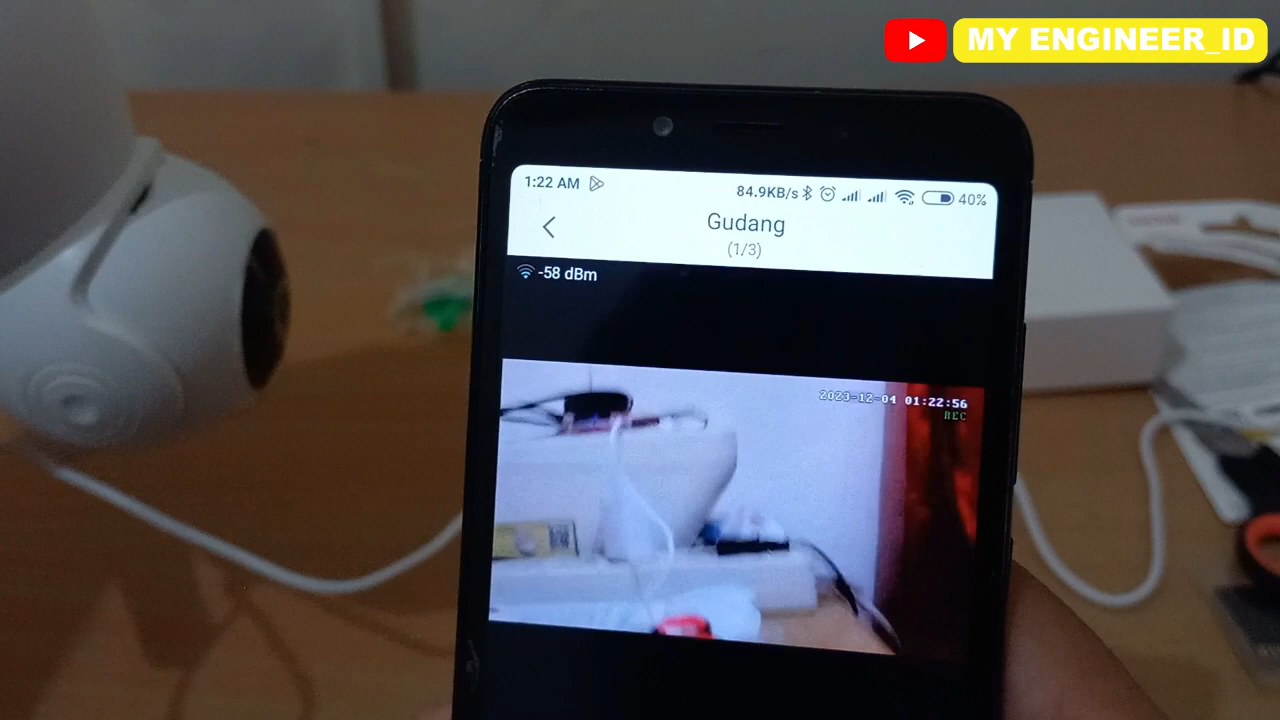 MY ENGINEER_ID
1:22 AM 84.9KB/s 40%
Gudang
(1/3)
-58 dBm
2023-12-04 01:22:56
REC